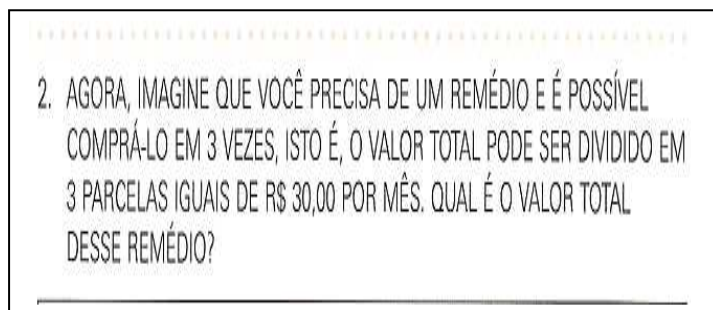 2. AGORA, IMAGINE QUE VOCÊ PRECISA DE UM REMÉDIO E É POSSÍVEL
COMPRÁ-LO EM 3 VEZES, ISTO É, O VALOR TOTAL PODE SER DIVIDIDO EM
3 PARCELAS IGUAIS DE R$ 30,00 POR MÊS. QUAL É O VALOR TOTAL
DESSE REMÉDIO?